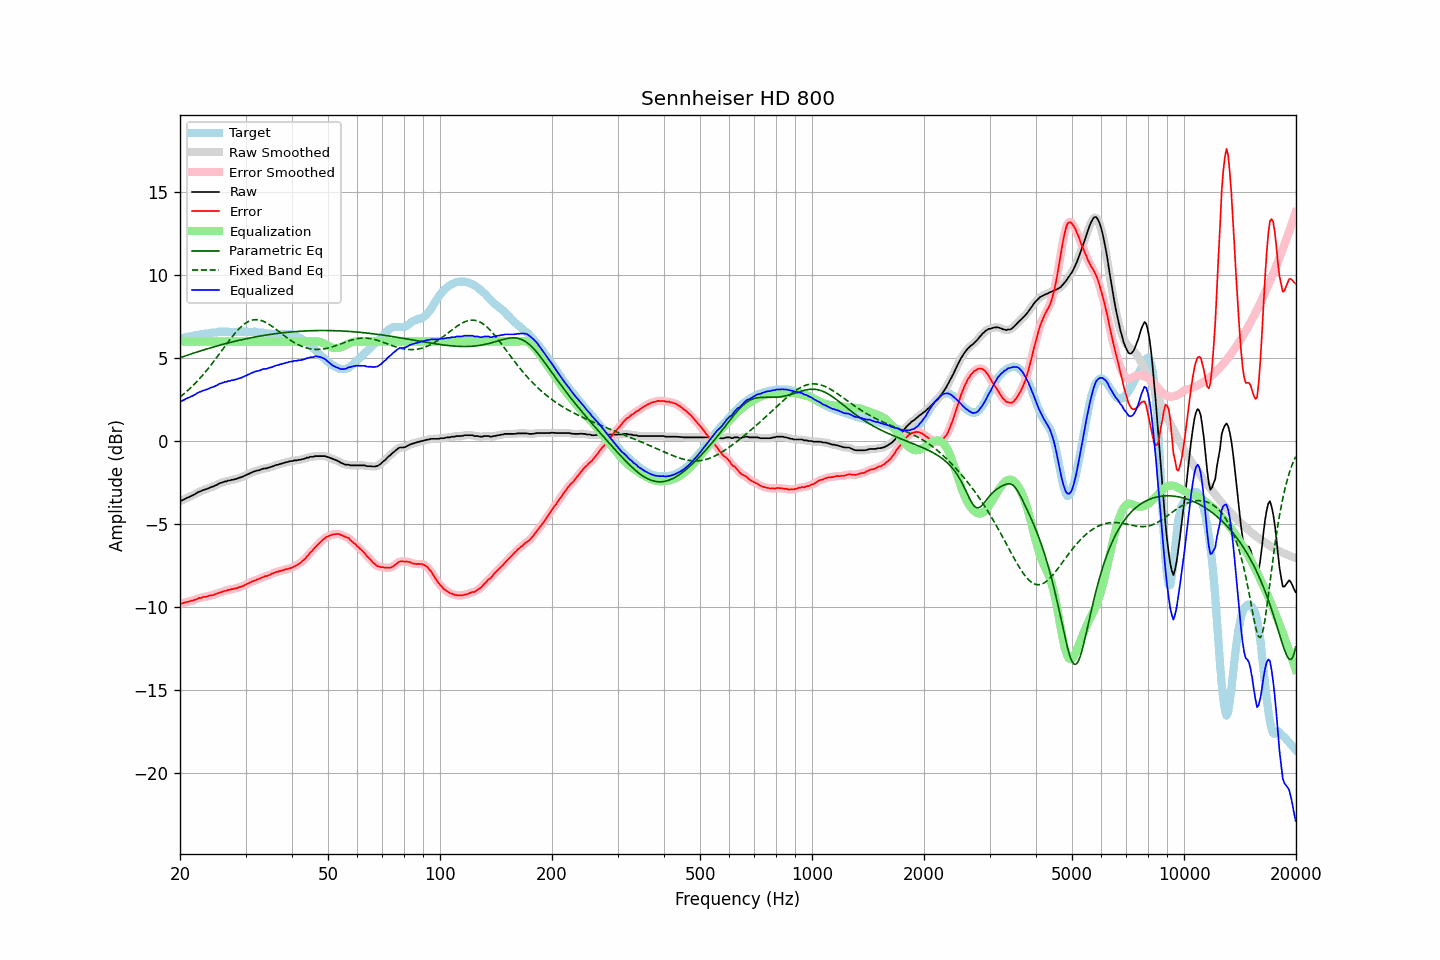 Sennheiser HD 800
Target
Raw Smoothed
Error Smoothed
Raw
Error
Equalization
Parametric Eq
Fixed Band Eq
Equalized
Amplitude (dBr)
15
10
5
0
−5
−10
−15
−20
20 50 100 200 500 1000 2000 5000 10000 20000
Frequency (Hz)